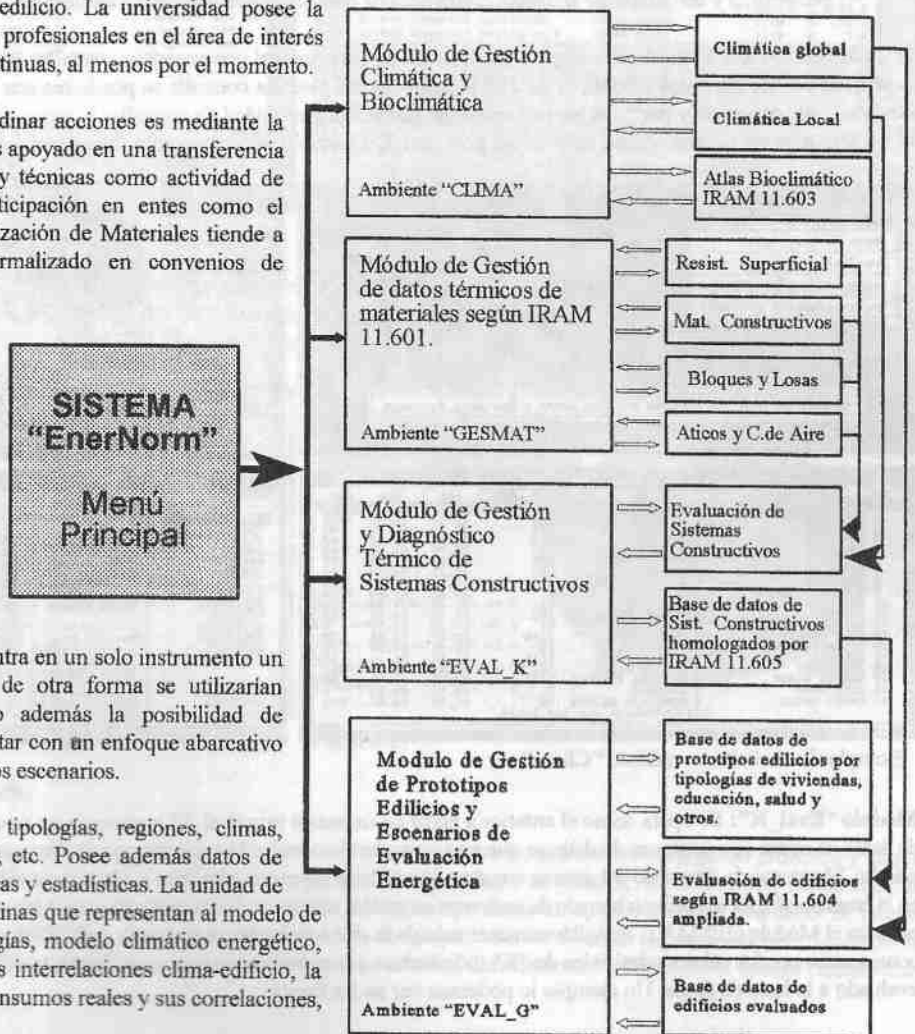 edificio. La universidad posee la
profesionales en el área de interés
tinuas, al menos por el momento.
dinar acciones es mediante la
s apoyado en una transferencia
y técnicas como actividad de
ticipación en entes como el
zación de Materiales tiende a
rmalizado en convenios de
SISTEMA
"EnerNorm"
Menú
Principal
ntra en un solo instrumento un
de otra forma se utilizarían
o además la posibilidad de
tar con un enfoque abarcativo
os escenarios.
tipologías, regiones, climas,
, etc. Posee además datos de
as y estadísticas. La unidad de
inas que representan al modelo de
gías, modelo climático energético,
s interrelaciones clima-edificio, la
onsumos reales y sus correlaciones,
Módulo de Gestión
Climática y
Bioclimática
Ambiente "CLIMA"
Climática global
Climática Local
Atlas Bioclimático
IRAM 11.603
Módulo de Gestión
de datos térmicos de
materiales según IRAM
11.601.
Ambiente "GESMAT"
Resist. Superficial
Mat. Constructivos
Bloques y Losas
Aticos y C.de Aire
Módulo de Gestión
y Diagnóstico
Térmico de
Sistemas Constructivos
Ambiente "EVAL_K"
Evaluación de
Sistemas
Constructivos
Base de datos de
Sist. Constructivos
homologados por
IRAM 11.605
Modulo de Gestión
de Prototipos
Edilicios y
Escenarios de
Evaluación
Energética
Ambiente "EVAL_G"
Base de datos de
prototipos edilicios por
tipologías de viviendas,
educación, salud y
otros.
Evaluación de edificios
según IRAM 11.604
ampliada.
Base de datos de
edificios evaluados